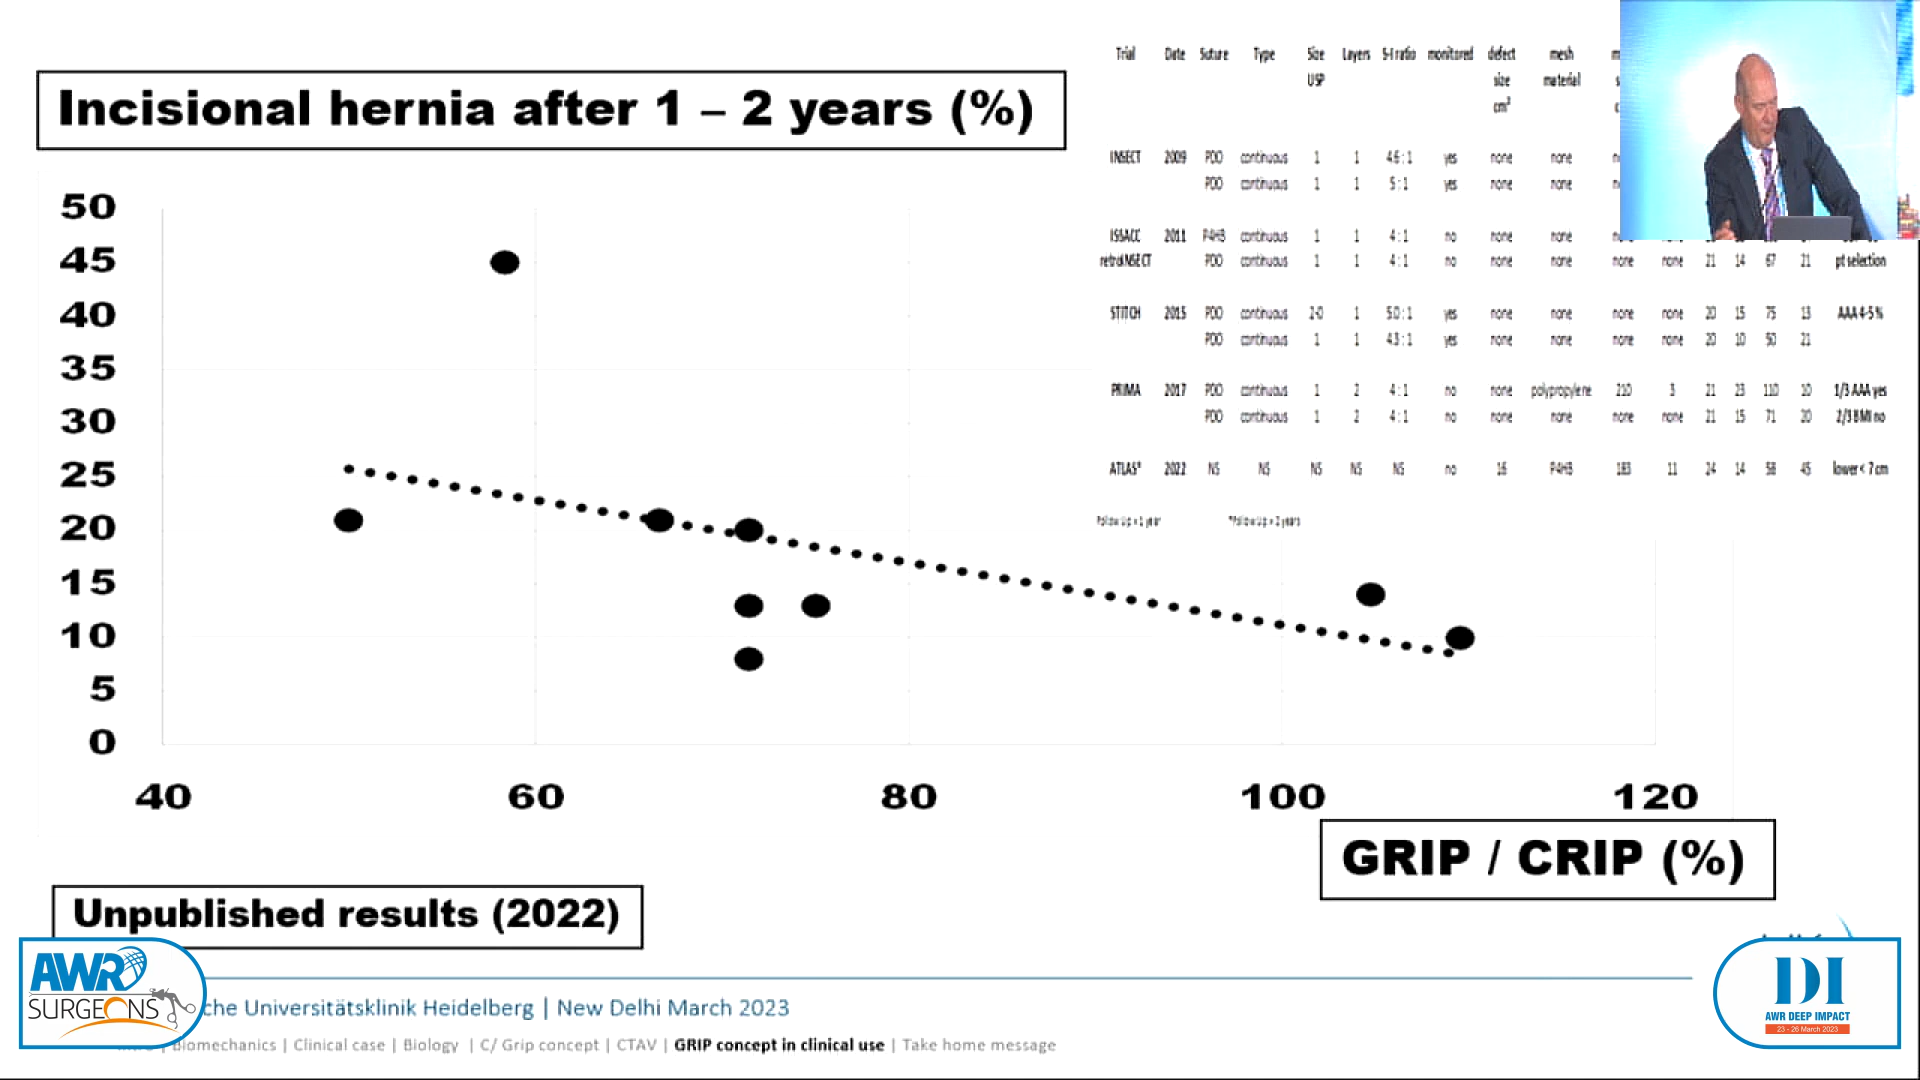 Incisional hernia after 1 – 2 years (%)
50
45
40
35
30
25
20
15
10
5
0
40 60 80 100 120
GRIP / CRIP (%)
Unpublished results (2022)
Trial Date Suture Type Size Layers S-I ratio monitored defect mesh
USP size material
cm²
INSECT 2009 PDO continuous 1 1 4.6 : 1 yes none none
PDO continuous 1 1 5 : 1 yes none none
ISSACC 2011 P4HB continuous 1 1 4 : 1 no none none
retroINSECT PDO continuous 1 1 4 : 1 no none none none none 21 14 67 21 pt selection
STITCH 2015 PDO continuous 2-0 1 5.0 : 1 yes none none none none 20 15 75 13 AAA 4-5 %
PDO continuous 1 1 4.3 : 1 yes none none none none 20 10 50 21
PRIMA 2017 PDO continuous 1 2 4 : 1 no none polypropylene 210 3 21 23 110 10 1/3 AAA yes
PDO continuous 1 2 4 : 1 no none none none none 21 15 71 20 2/3 BMI no
ATLAS* 2022 NS NS NS NS NS no 16 P4HB 183 11 24 14 58 45 lower < 7 cm
AWR
SURGEONS
che Universitätsklinik Heidelberg | New Delhi March 2023
Biomechanics | Clinical case | Biology | C/ Grip concept | CTAV | GRIP concept in clinical use | Take home message
DI
AWR DEEP IMPACT
23 - 26 March 2023